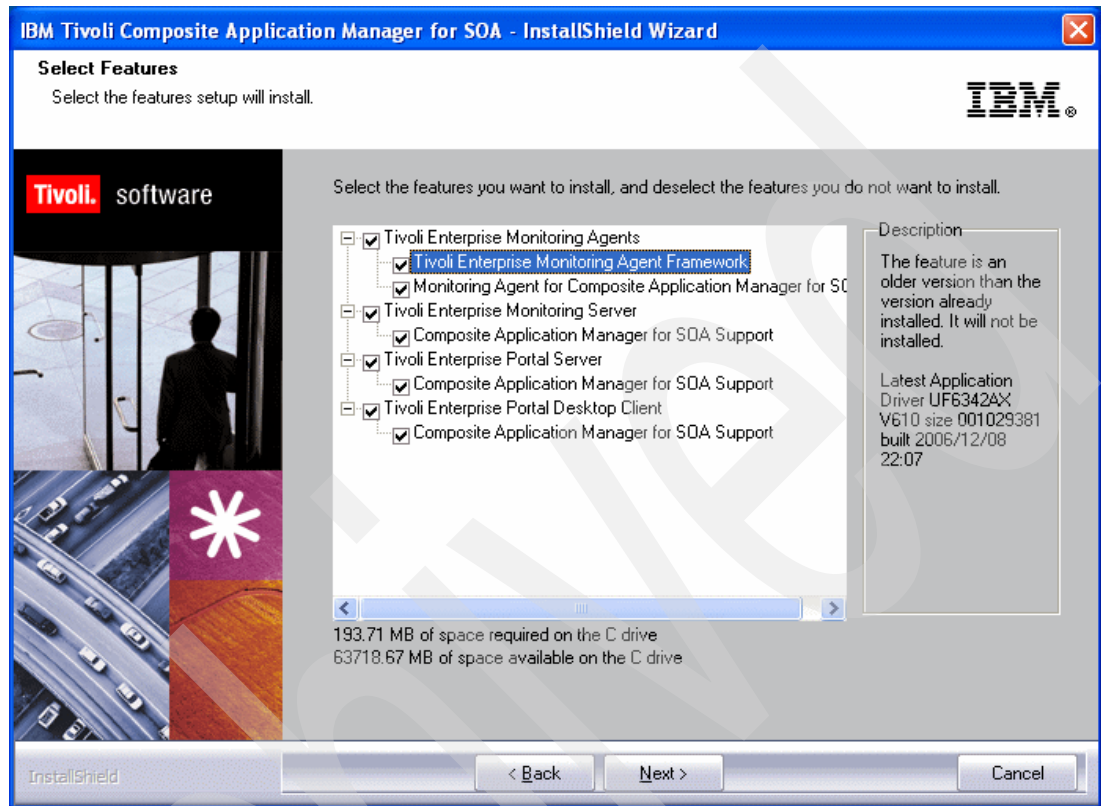 IBM Tivoli Composite Application Manager for SOA - InstallShield Wizard
Select Features
Select the features setup will install.
IBM®
Tivoli. software
Select the features you want to install, and deselect the features you do not want to install.
Tivoli Enterprise Monitoring Agents
Tivoli Enterprise Monitoring Agent Framework
Monitoring Agent for Composite Application Manager for SO
Tivoli Enterprise Monitoring Server
Composite Application Manager for SOA Support
Tivoli Enterprise Portal Server
Composite Application Manager for SOA Support
Tivoli Enterprise Portal Desktop Client
Composite Application Manager for SOA Support
Description
The feature is an
older version than the
version already
installed. It will not be
installed.
Latest Application
Driver UF6342AX
V610 size 001029381
built 2006/12/08
22:07
193.71 MB of space required on the C drive
63718.67 MB of space available on the C drive
InstallShield
< Back
Next >
Cancel